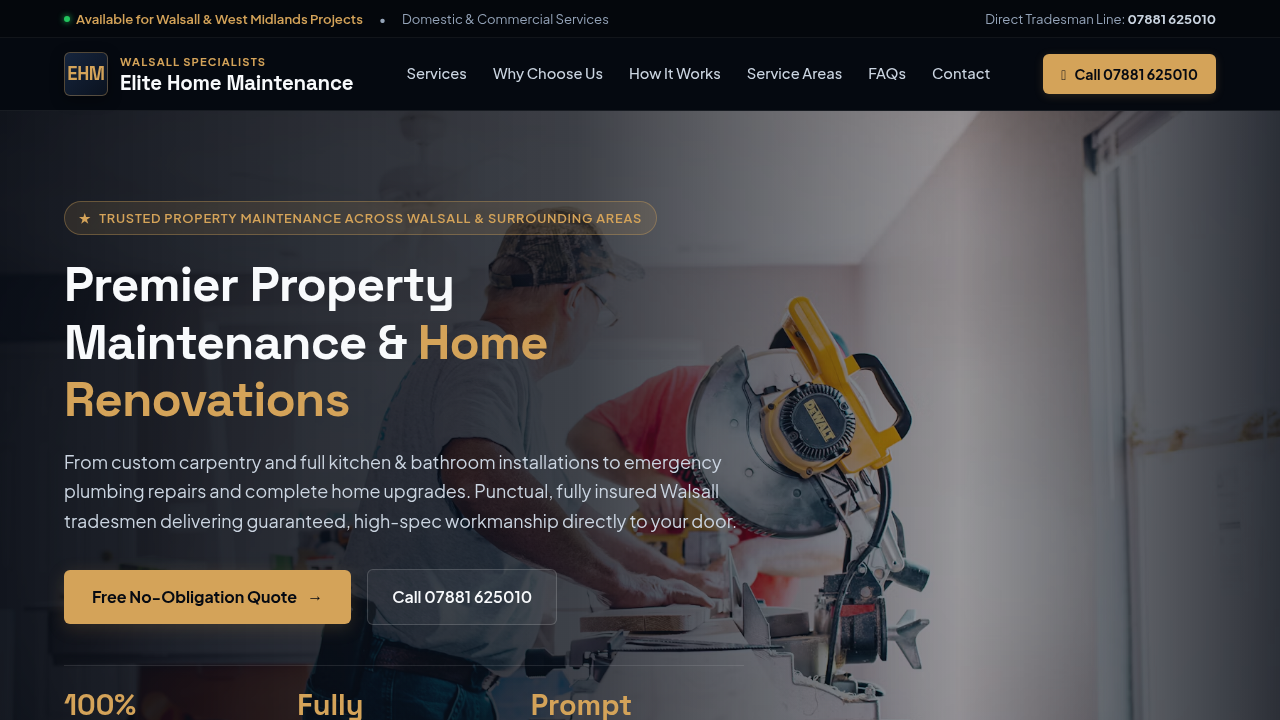 Available for Walsall & West Midlands Projects • Domestic & Commercial Services
Direct Tradesman Line: 07881 625010
EHM
WALSALL SPECIALISTS
Elite Home Maintenance
Services
Why Choose Us
How It Works
Service Areas
FAQs
Contact
Call 07881 625010
★ TRUSTED PROPERTY MAINTENANCE ACROSS WALSALL & SURROUNDING AREAS
Premier Property
Maintenance & Home
Renovations
DEWALT
From custom carpentry and full kitchen & bathroom installations to emergency
plumbing repairs and complete home upgrades. Punctual, fully insured Walsall
tradesmen delivering guaranteed, high-spec workmanship directly to your door.
Free No-Obligation Quote →
Call 07881 625010
100%
Fully
Prompt